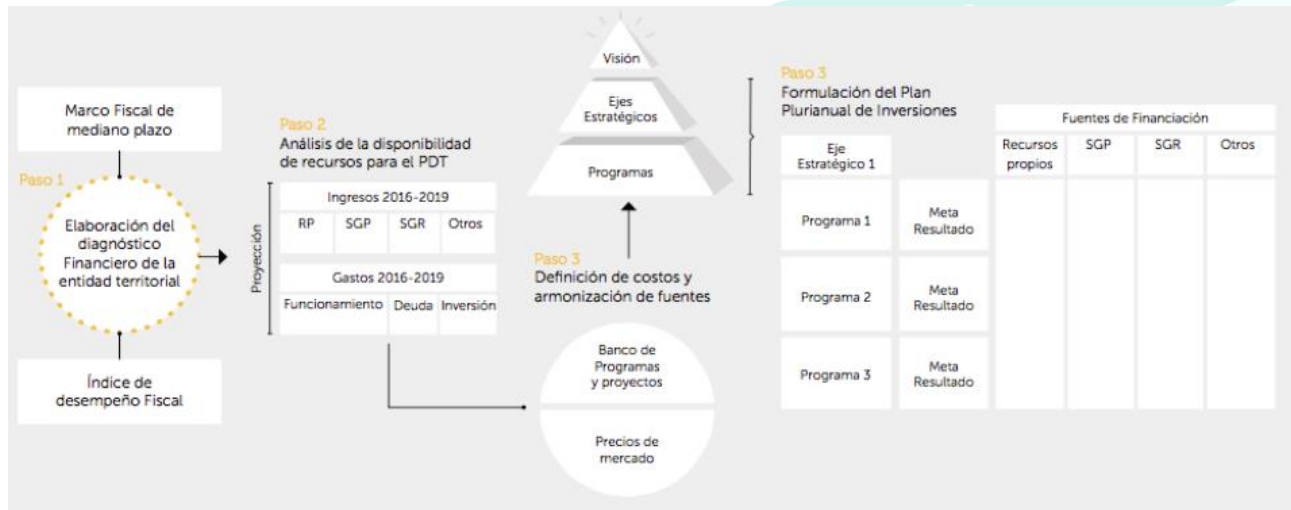 Marco Fiscal de
mediano plazo
Paso 1
Elaboración del
diagnóstico
Financiero de la
entidad territorial
Índice de
desempeño Fiscal
Paso 2
Análisis de la disponibilidad
de recursos para el PDT
Proyección
Ingresos 2016-2019
RP SGP SGR Otros
Gastos 2016-2019
Funcionamiento Deuda Inversión
Visión
Ejes
Estratégicos
Programas
Paso 3
Definición de costos y
armonización de fuentes
Banco de
Programas
y proyectos
Precios de
mercado
Paso 3
Formulación del Plan
Plurianual de Inversiones
Fuentes de Financiación
Eje
Estratégico 1
Recursos
propios
SGP SGR Otros
Programa 1
Meta
Resultado
Programa 2
Meta
Resultado
Programa 3
Meta
Resultado